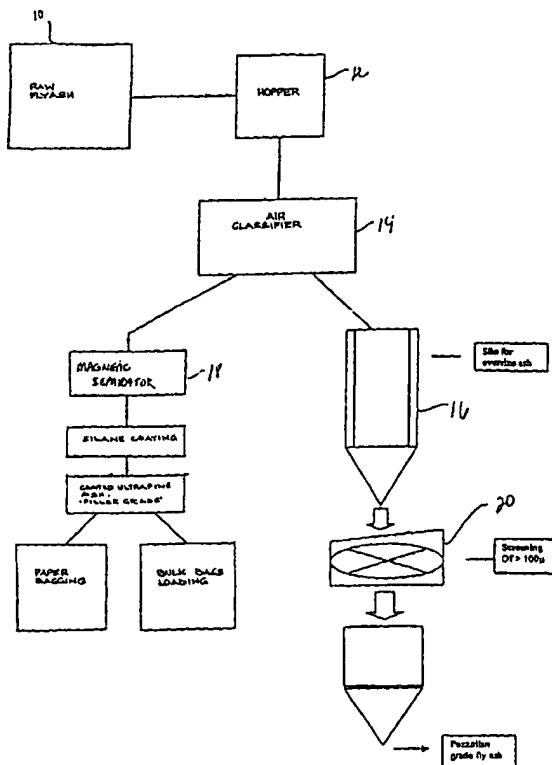 10
RAW
FLYASH
HOPPER
12
AIR
CLASSIFIER
14
MAGNETIC
SEPARATOR
18
Silo for
oversize ash
16
SILANE COATING
COATED ULTRAFINE
ASH.
"FILLER GRADE"
20
Screening
Of > 100µ
PAPER
BAGGING
BULK BAGS
LOADING
Pozzolan
grade fly ash